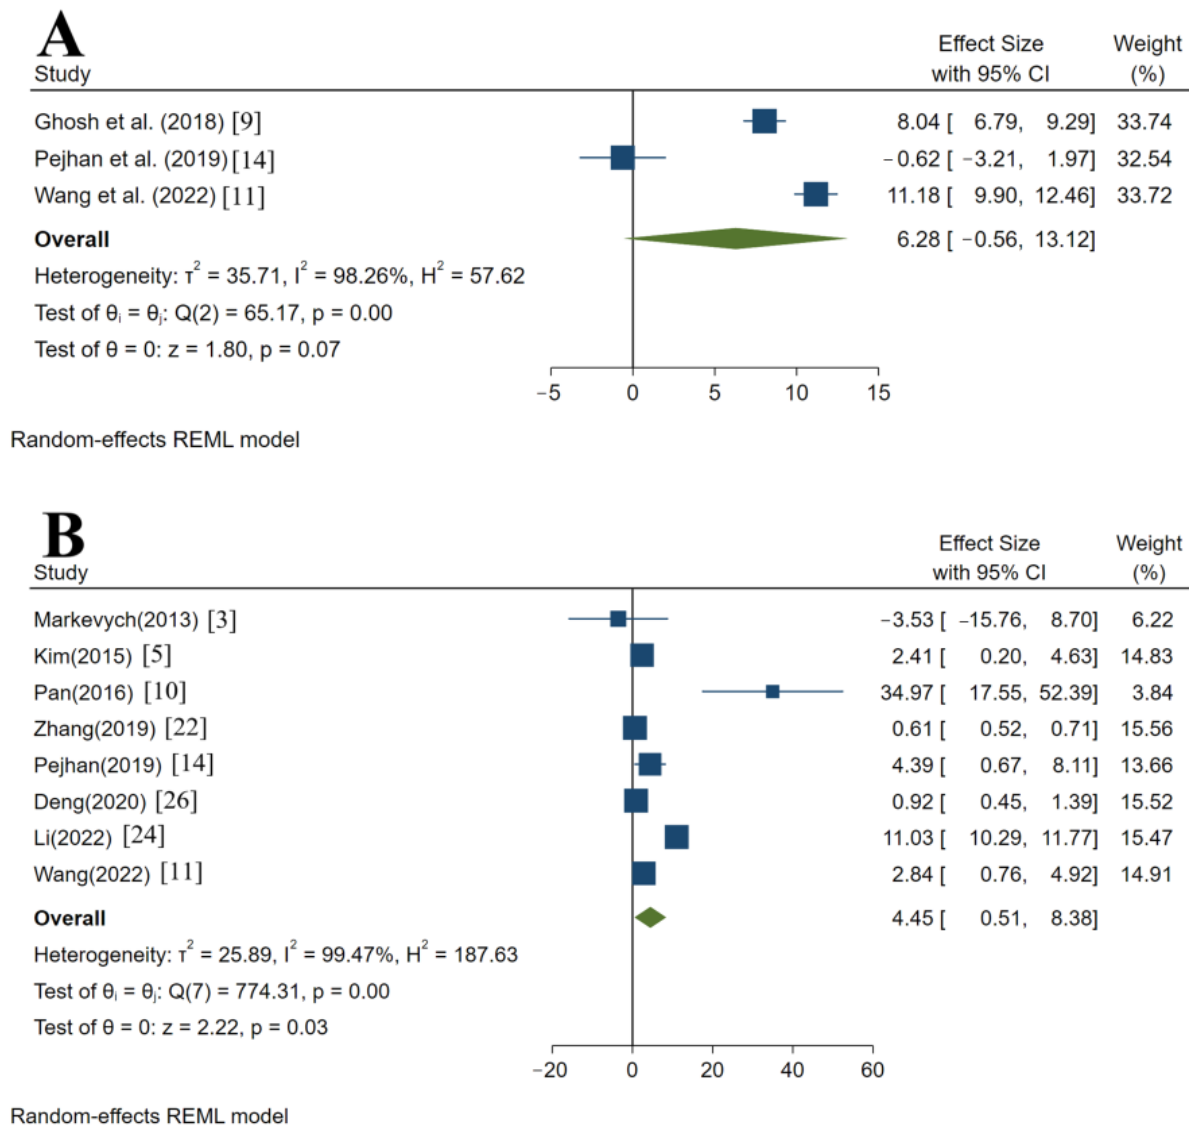 A
Effect Size Weight
Study with 95% CI (%)
Ghosh et al. (2018) [9] 8.04 [ 6.79, 9.29] 33.74
Pejhan et al. (2019) [14] −0.62 [ −3.21, 1.97] 32.54
Wang et al. (2022) [11] 11.18 [ 9.90, 12.46] 33.72
Overall 6.28 [ −0.56, 13.12]
Heterogeneity: τ² = 35.71, I² = 98.26%, H² = 57.62
Test of θᵢ = θⱼ: Q(2) = 65.17, p = 0.00
Test of θ = 0: z = 1.80, p = 0.07
−5 0 5 10 15
Random-effects REML model
B
Effect Size Weight
Study with 95% CI (%)
Markevych(2013) [3] −3.53 [ −15.76, 8.70] 6.22
Kim(2015) [5] 2.41 [ 0.20, 4.63] 14.83
Pan(2016) [10] 34.97 [ 17.55, 52.39] 3.84
Zhang(2019) [22] 0.61 [ 0.52, 0.71] 15.56
Pejhan(2019) [14] 4.39 [ 0.67, 8.11] 13.66
Deng(2020) [26] 0.92 [ 0.45, 1.39] 15.52
Li(2022) [24] 11.03 [ 10.29, 11.77] 15.47
Wang(2022) [11] 2.84 [ 0.76, 4.92] 14.91
Overall 4.45 [ 0.51, 8.38]
Heterogeneity: τ² = 25.89, I² = 99.47%, H² = 187.63
Test of θᵢ = θⱼ: Q(7) = 774.31, p = 0.00
Test of θ = 0: z = 2.22, p = 0.03
−20 0 20 40 60
Random-effects REML model